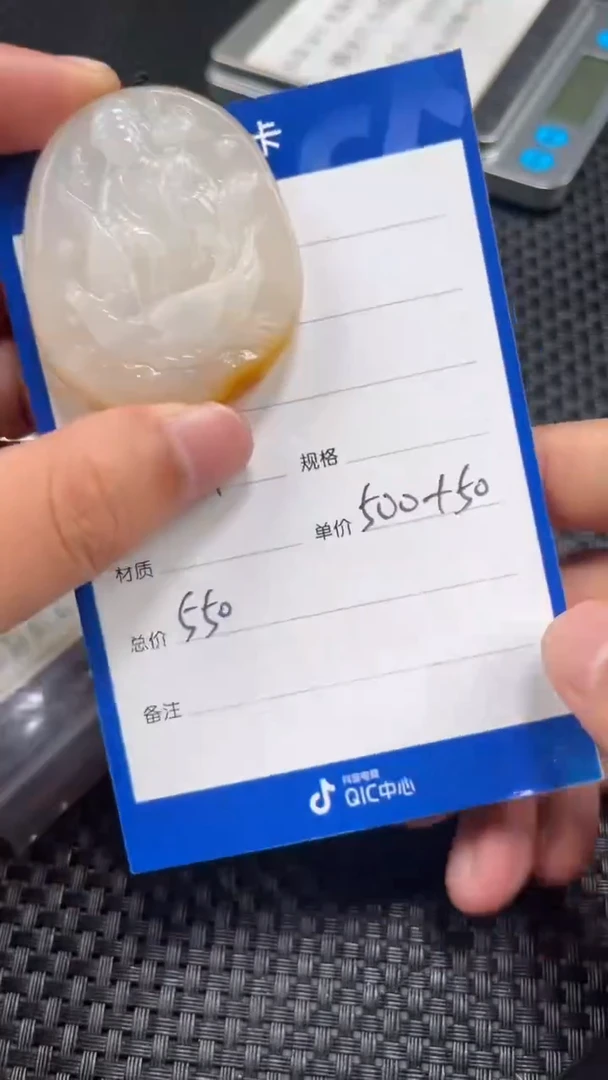 卡
规格
单价 500+50
材质
总价 550
备注
抖音电商
QIC中心